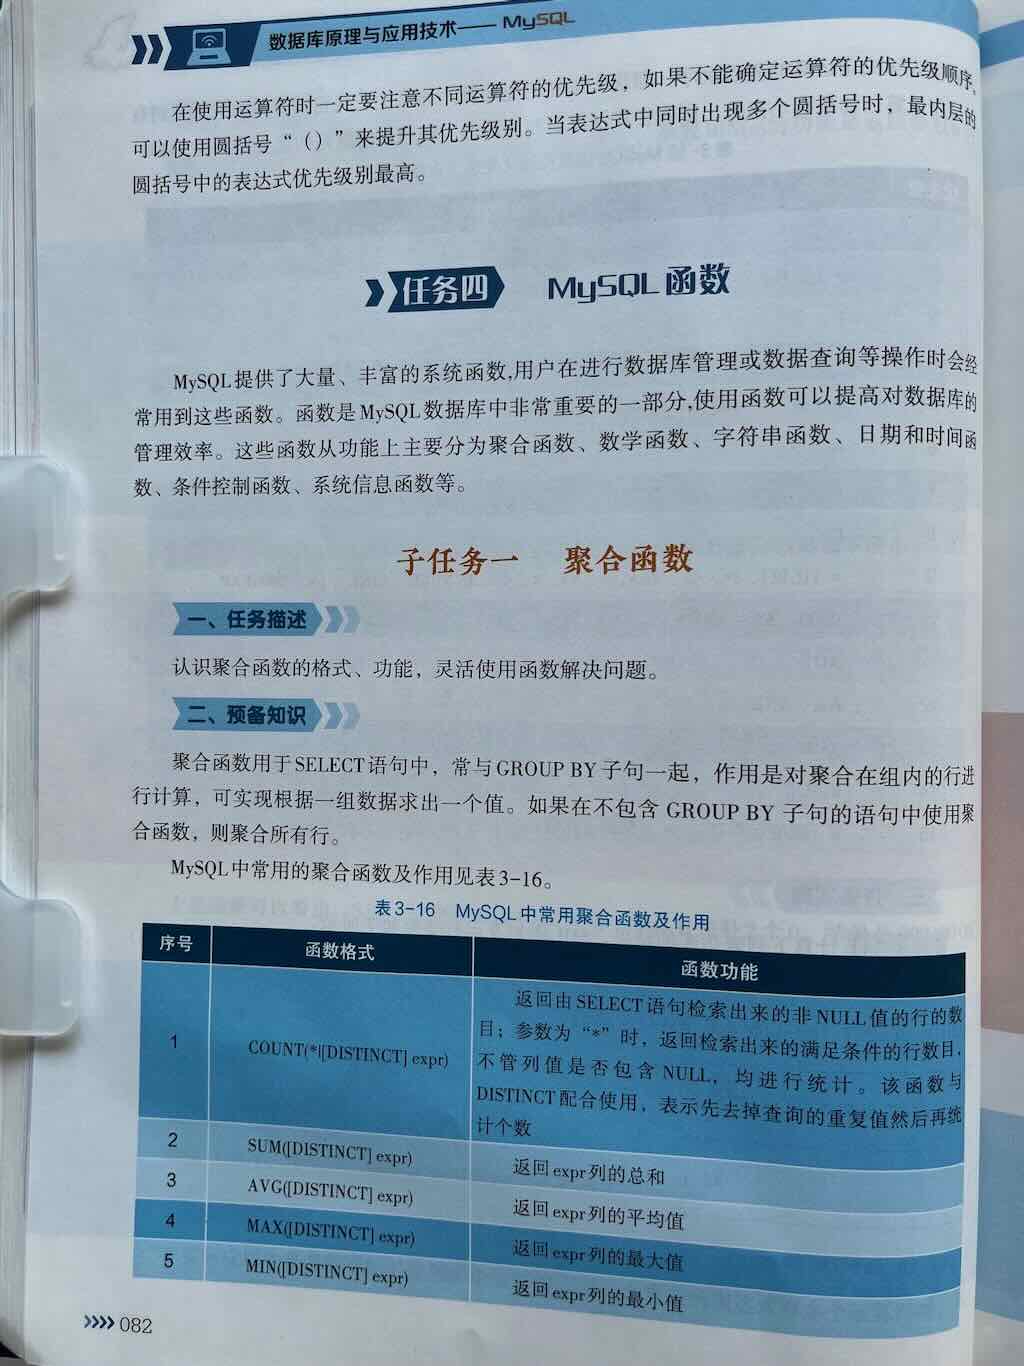 数据库原理与应用技术—— MySQL
在使用运算符时一定要注意不同运算符的优先级，如果不能确定运算符的优先级顺序，
可以使用圆括号“（）”来提升其优先级别。当表达式中同时出现多个圆括号时，最内层的
圆括号中的表达式优先级别最高。
任务四 MySQL 函数
MySQL提供了大量、丰富的系统函数,用户在进行数据库管理或数据查询等操作时会经
常用到这些函数。函数是MySQL数据库中非常重要的一部分,使用函数可以提高对数据库的
管理效率。这些函数从功能上主要分为聚合函数、数学函数、字符串函数、日期和时间函
数、条件控制函数、系统信息函数等。
子任务一 聚合函数
一、任务描述
认识聚合函数的格式、功能，灵活使用函数解决问题。
二、预备知识
聚合函数用于SELECT语句中，常与GROUP BY子句一起，作用是对聚合在组内的行进
行计算，可实现根据一组数据求出一个值。如果在不包含 GROUP BY 子句的语句中使用聚
合函数，则聚合所有行。
MySQL中常用的聚合函数及作用见表3-16。
表3-16 MySQL中常用聚合函数及作用
序号 函数格式 函数功能
1 COUNT(*|[DISTINCT] expr) 返回由SELECT语句检索出来的非NULL值的行的数
目；参数为“*”时，返回检索出来的满足条件的行数目，
不管列值是否包含NULL，均进行统计。该函数与
DISTINCT配合使用，表示先去掉查询的重复值然后再统
计个数
2 SUM([DISTINCT] expr) 返回expr列的总和
3 AVG([DISTINCT] expr) 返回expr列的平均值
4 MAX([DISTINCT] expr) 返回expr列的最大值
5 MIN([DISTINCT] expr) 返回expr列的最小值
082